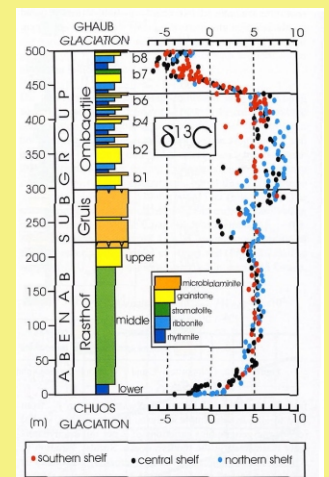 GHAUB
GLACIATION
-5 0 5 10
500
450
400
350
300
250
200
150
100
50
0
(m)
ABENAB SUBGROUP
Ombaatjie
Gruis
Rasthof
b8
b7
b6
b4
b2
b1
upper
middle
lower
δ13C
microbialaminite
grainstone
stromatolite
ribbonite
rhythmite
CHUOS
GLACIATION
-5 0 5 10
southern shelf central shelf northern shelf